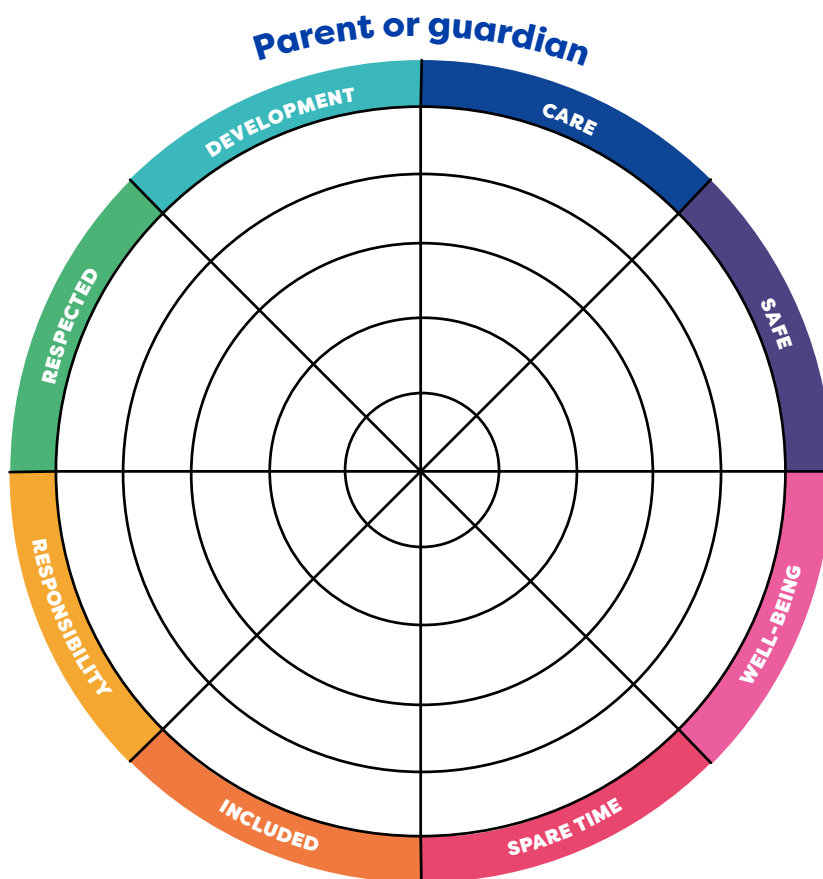 Parent or guardian
CARE
SAFE
WELL-BEING
SPARE TIME
INCLUDED
RESPONSIBILITY
RESPECTED
DEVELOPMENT